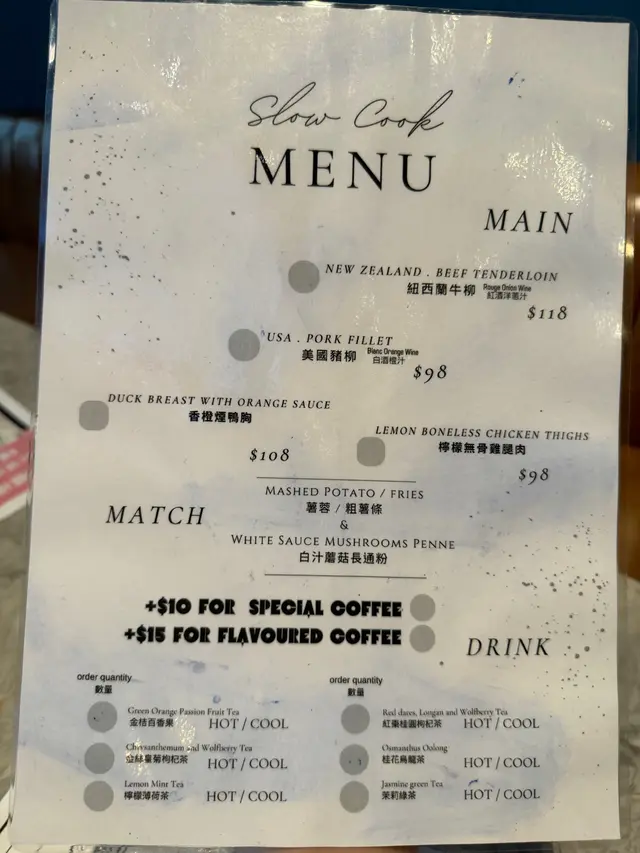 Slow Cook
MENU
MAIN
NEW ZEALAND . BEEF TENDERLOIN
紐西蘭牛柳 Rouge Onion Wine
紅酒洋蔥汁
$118
USA . PORK FILLET
美國豬柳 Blanc Orange Wine
白酒橙汁
$98
DUCK BREAST WITH ORANGE SAUCE
香橙煙鴨胸
$108
LEMON BONELESS CHICKEN THIGHS
檸檬無骨雞腿肉
$98
MATCH
MASHED POTATO / FRIES
薯蓉 / 粗薯條
&
WHITE SAUCE MUSHROOMS PENNE
白汁蘑菇長通粉
+$10 FOR SPECIAL COFFEE
+$15 FOR FLAVOURED COFFEE
DRINK
order quantity
數量
Green Orange Passion Fruit Tea
金桔百香果 HOT / COOL
Chrysanthemum and Wolfberry Tea
金絲皇菊枸杞茶 HOT / COOL
Lemon Mint Tea
檸檬薄荷茶 HOT / COOL
order quantity
數量
Red dates, Longan and Wolfberry Tea
紅棗桂圓枸杞茶 HOT / COOL
Osmanthus Oolong
桂花烏龍茶 HOT / COOL
Jasmine green Tea
茉莉綠茶 HOT / COOL